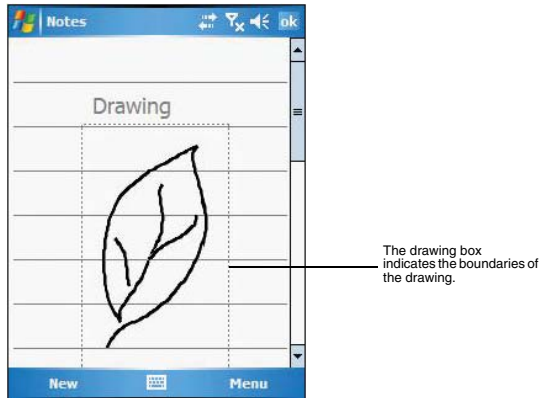 Notes
ok
Drawing
The drawing box
indicates the boundaries of
the drawing.
New
Menu